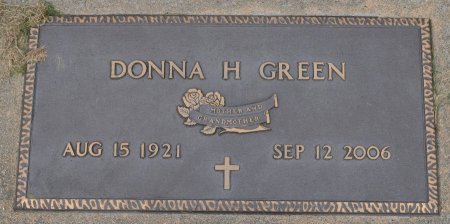 DONNA H GREEN
MOTHER AND
GRANDMOTHER
AUG 15 1921 SEP 12 2006